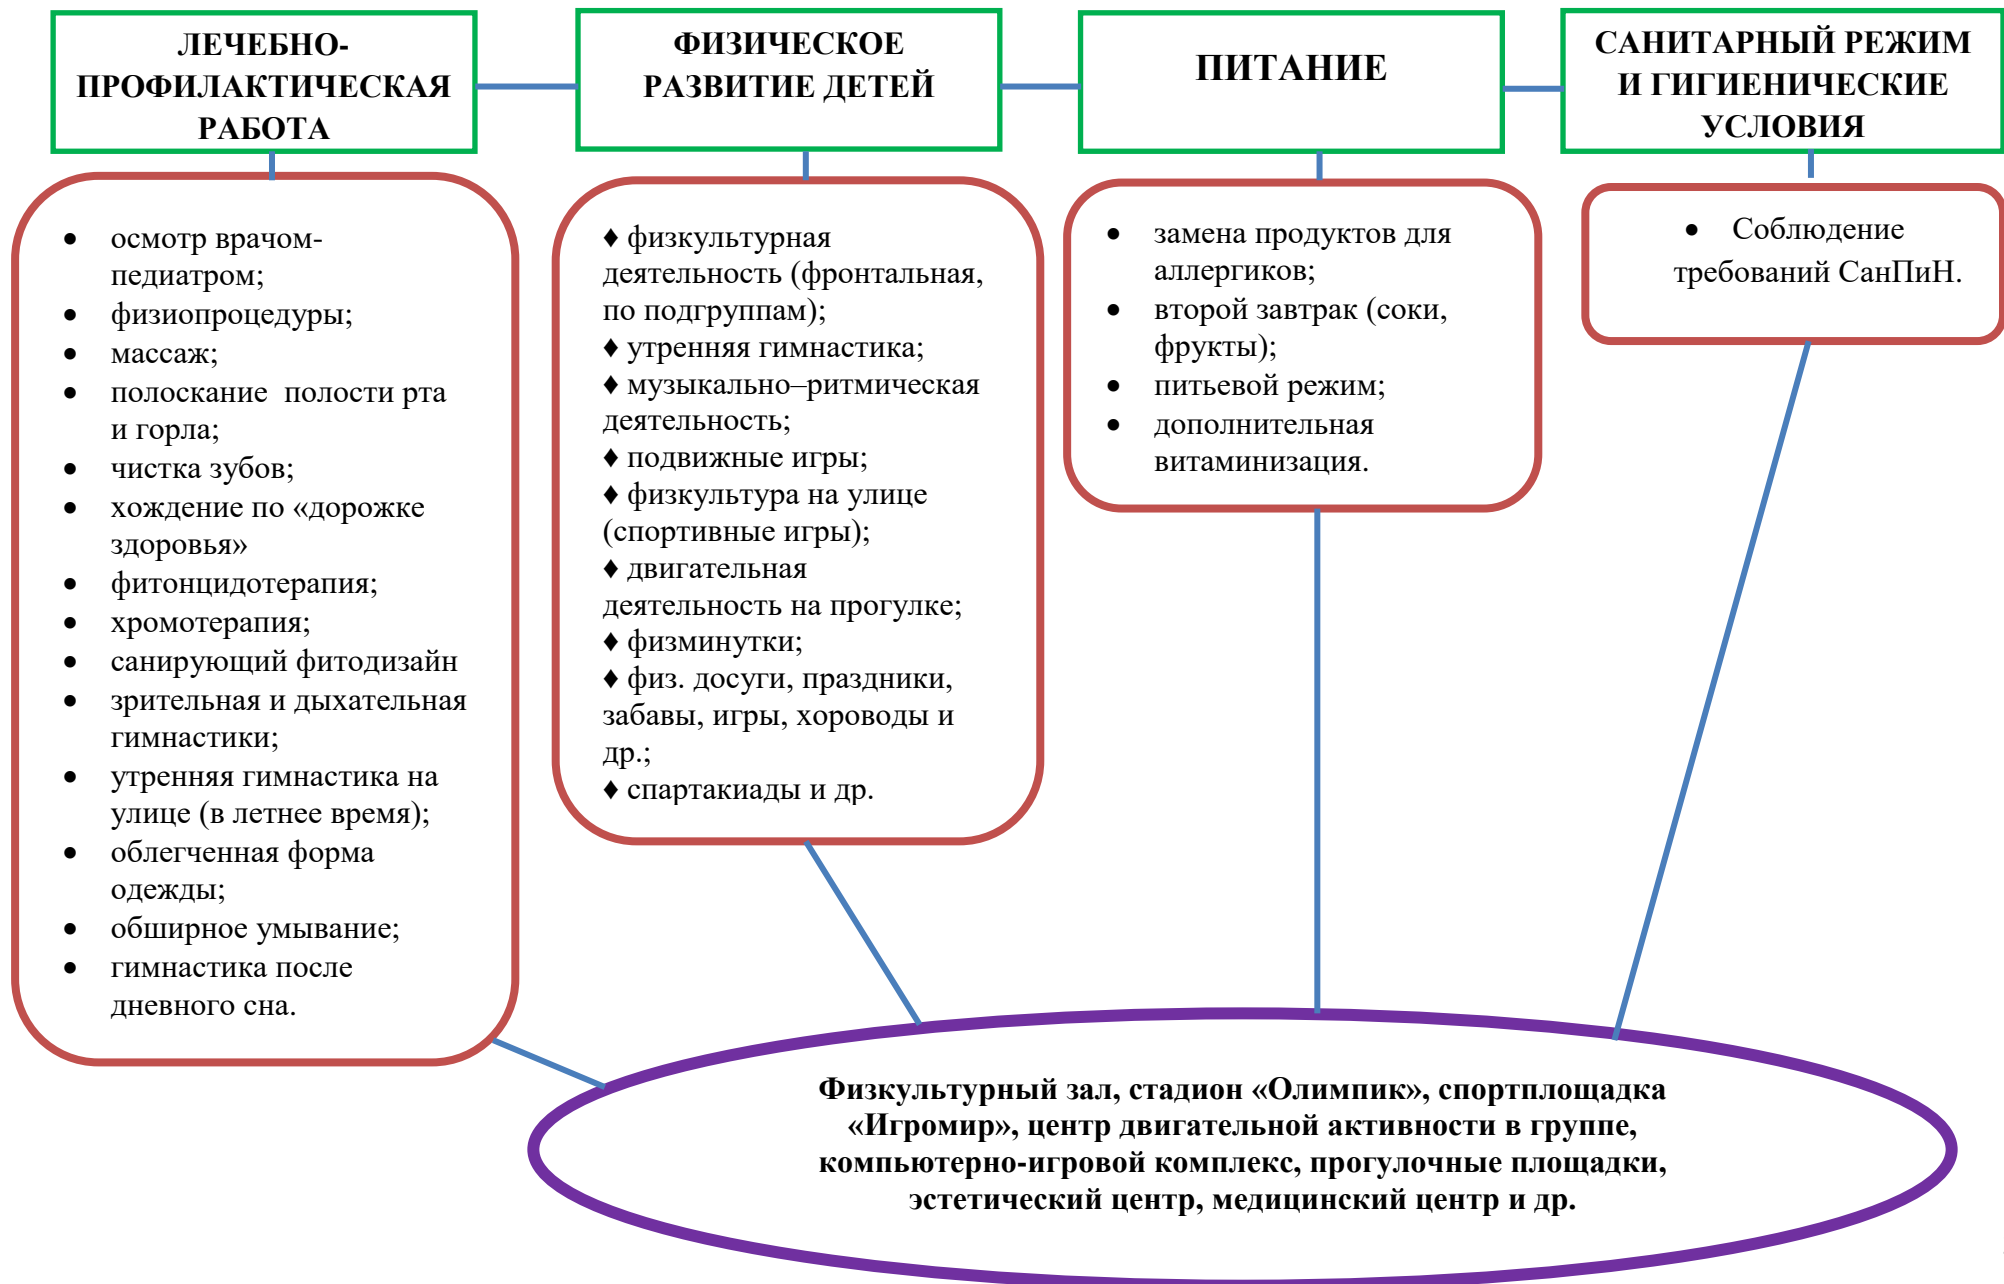 ЛЕЧЕБНО-
ПРОФИЛАКТИЧЕСКАЯ
РАБОТА
ФИЗИЧЕСКОЕ
РАЗВИТИЕ ДЕТЕЙ
ПИТАНИЕ
САНИТАРНЫЙ РЕЖИМ
И ГИГИЕНИЧЕСКИЕ
УСЛОВИЯ
• осмотр врачом-
педиатром;
• физиопроцедуры;
• массаж;
• полоскание полости рта
и горла;
• чистка зубов;
• хождение по «дорожке
здоровья»
• фитонцидотерапия;
• хромотерапия;
• санирующий фитодизайн
• зрительная и дыхательная
гимнастики;
• утренняя гимнастика на
улице (в летнее время);
• облегченная форма
одежды;
• обширное умывание;
• гимнастика после
дневного сна.
♦ физкультурная
деятельность (фронтальная,
по подгруппам);
♦ утренняя гимнастика;
♦ музыкально–ритмическая
деятельность;
♦ подвижные игры;
♦ физкультура на улице
(спортивные игры);
♦ двигательная
деятельность на прогулке;
♦ физминутки;
♦ физ. досуги, праздники,
забавы, игры, хороводы и
др.;
♦ спартакиады и др.
• замена продуктов для
аллергиков;
• второй завтрак (соки,
фрукты);
• питьевой режим;
• дополнительная
витаминизация.
• Соблюдение
требований СанПиН.
Физкультурный зал, стадион «Олимпик», спортплощадка
«Игромир», центр двигательной активности в группе,
компьютерно-игровой комплекс, прогулочные площадки,
эстетический центр, медицинский центр и др.